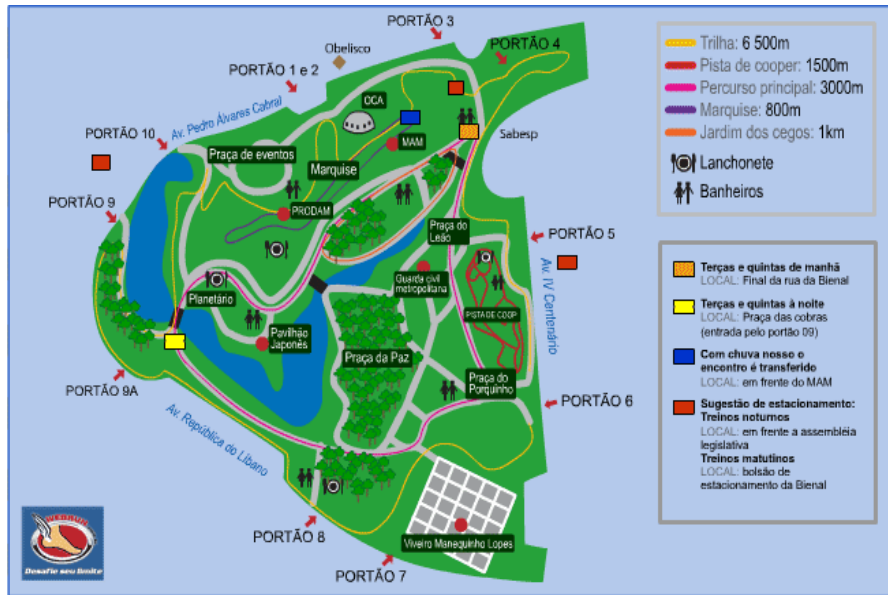 PORTÃO 3
PORTÃO 4
Obelisco
PORTÃO 1 e 2
Av. Pedro Álvares Cabral
OCA
PORTÃO 10
MAM
Sabesp
Praça de eventos
Marquise
PORTÃO 9
PRODAM
Praça do
Leão
PORTÃO 5
Guarda civil
metropolitana
Av. IV Centenário
Planetário
PISTA DE COOP
Pavilhão
Japonês
Praça da Paz
Praça do
Porquinho
PORTÃO 9A
PORTÃO 6
Av. República do Líbano
PORTÃO 8
Viveiro Manequinho Lopes
PORTÃO 7
WEBRUN
Desafie seu limite
Trilha: 6 500m
Pista de cooper: 1500m
Percurso principal: 3000m
Marquise: 800m
Jardim dos cegos: 1km
Lanchonete
Banheiros
Terças e quintas de manhã
LOCAL: Final da rua da Bienal
Terças e quintas à noite
LOCAL: Praça das cobras
(entrada pelo portão 09)
Com chuva nosso o
encontro é transferido
LOCAL: em frente do MAM
Sugestão de estacionamento:
Treinos noturnos
LOCAL: em frente a assembléia
legislativa
Treinos matutinos
LOCAL: bolsão de
estacionamento da Bienal